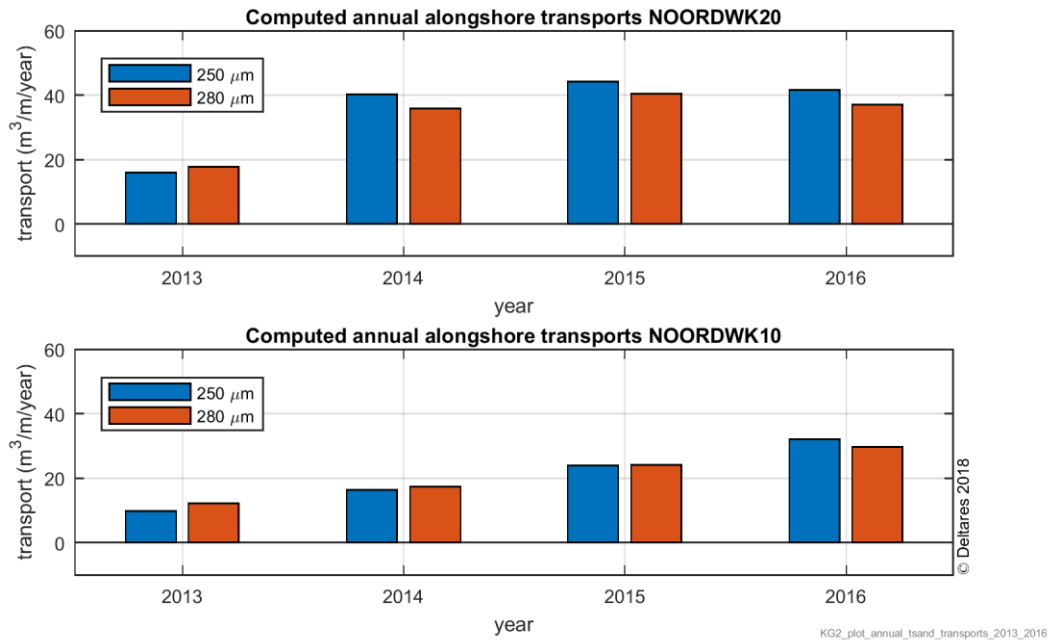 Computed annual alongshore transports NOORDWK20
60
40
20
0
transport (m³/m/year)
250 μm
280 μm
2013 2014 2015 2016
year
Computed annual alongshore transports NOORDWK10
60
40
20
0
transport (m³/m/year)
250 μm
280 μm
2013 2014 2015 2016
year
© Deltares 2018
KG2_plot_annual_tsand_transports_2013_2016